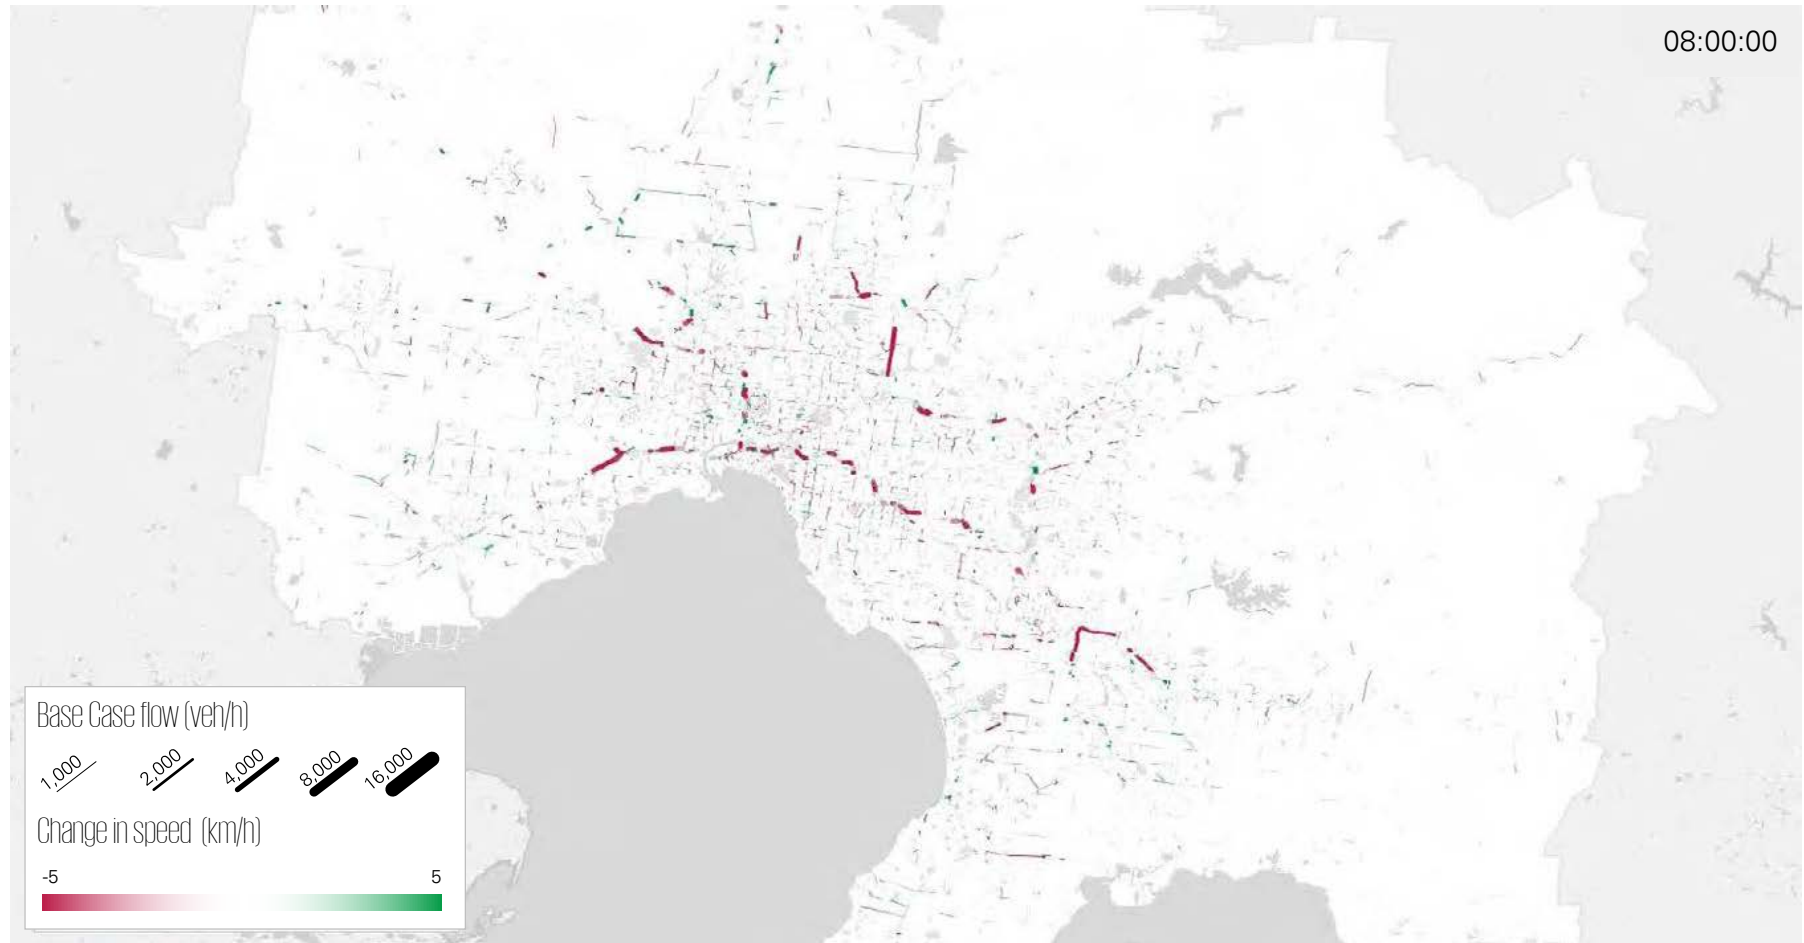 08:00:00
Base Case flow (veh/h)
1,000 2,000 4,000 8,000 16,000
Change in speed (km/h)
-5 5